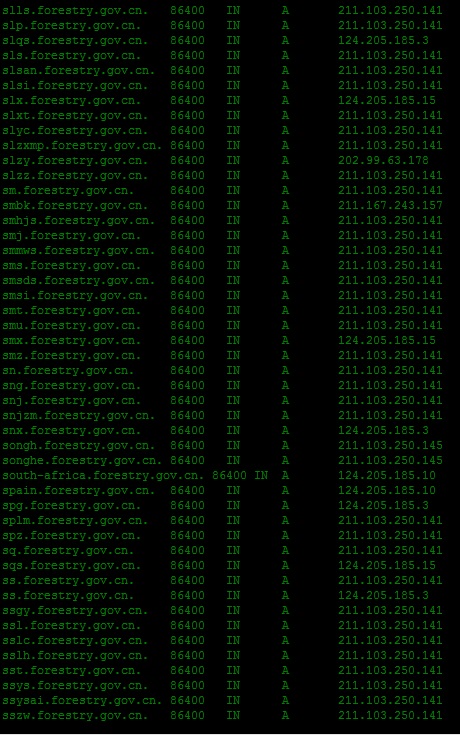 slls.forestry.gov.cn. 86400 IN A 211.103.250.141
slp.forestry.gov.cn. 86400 IN A 211.103.250.141
slqs.forestry.gov.cn. 86400 IN A 124.205.185.3
sls.forestry.gov.cn. 86400 IN A 211.103.250.141
slsan.forestry.gov.cn. 86400 IN A 211.103.250.141
slsi.forestry.gov.cn. 86400 IN A 211.103.250.141
slx.forestry.gov.cn. 86400 IN A 124.205.185.15
slxt.forestry.gov.cn. 86400 IN A 211.103.250.141
slyc.forestry.gov.cn. 86400 IN A 211.103.250.141
slzxmp.forestry.gov.cn. 86400 IN A 211.103.250.141
slzy.forestry.gov.cn. 86400 IN A 202.99.63.178
slzz.forestry.gov.cn. 86400 IN A 211.103.250.141
sm.forestry.gov.cn. 86400 IN A 211.103.250.141
smbk.forestry.gov.cn. 86400 IN A 211.167.243.157
smhjs.forestry.gov.cn. 86400 IN A 211.103.250.141
smj.forestry.gov.cn. 86400 IN A 211.103.250.141
smmws.forestry.gov.cn. 86400 IN A 211.103.250.141
sms.forestry.gov.cn. 86400 IN A 211.103.250.141
smsds.forestry.gov.cn. 86400 IN A 211.103.250.141
smsi.forestry.gov.cn. 86400 IN A 211.103.250.141
smt.forestry.gov.cn. 86400 IN A 211.103.250.141
smu.forestry.gov.cn. 86400 IN A 211.103.250.141
smx.forestry.gov.cn. 86400 IN A 124.205.185.15
smz.forestry.gov.cn. 86400 IN A 211.103.250.141
sn.forestry.gov.cn. 86400 IN A 211.103.250.141
sng.forestry.gov.cn. 86400 IN A 211.103.250.141
snj.forestry.gov.cn. 86400 IN A 211.103.250.141
snjzm.forestry.gov.cn. 86400 IN A 211.103.250.141
snx.forestry.gov.cn. 86400 IN A 124.205.185.3
songh.forestry.gov.cn. 86400 IN A 211.103.250.145
songhe.forestry.gov.cn. 86400 IN A 211.103.250.145
south-africa.forestry.gov.cn. 86400 IN A 124.205.185.10
spain.forestry.gov.cn. 86400 IN A 124.205.185.10
spg.forestry.gov.cn. 86400 IN A 124.205.185.3
splm.forestry.gov.cn. 86400 IN A 211.103.250.141
spz.forestry.gov.cn. 86400 IN A 211.103.250.141
sq.forestry.gov.cn. 86400 IN A 211.103.250.141
sqs.forestry.gov.cn. 86400 IN A 124.205.185.15
ss.forestry.gov.cn. 86400 IN A 211.103.250.141
ss.forestry.gov.cn. 86400 IN A 124.205.185.3
ssgy.forestry.gov.cn. 86400 IN A 211.103.250.141
ssl.forestry.gov.cn. 86400 IN A 211.103.250.141
sslc.forestry.gov.cn. 86400 IN A 211.103.250.141
sslh.forestry.gov.cn. 86400 IN A 211.103.250.141
sst.forestry.gov.cn. 86400 IN A 211.103.250.141
ssys.forestry.gov.cn. 86400 IN A 211.103.250.141
ssysai.forestry.gov.cn. 86400 IN A 211.103.250.141
sszw.forestry.gov.cn. 86400 IN A 211.103.250.141